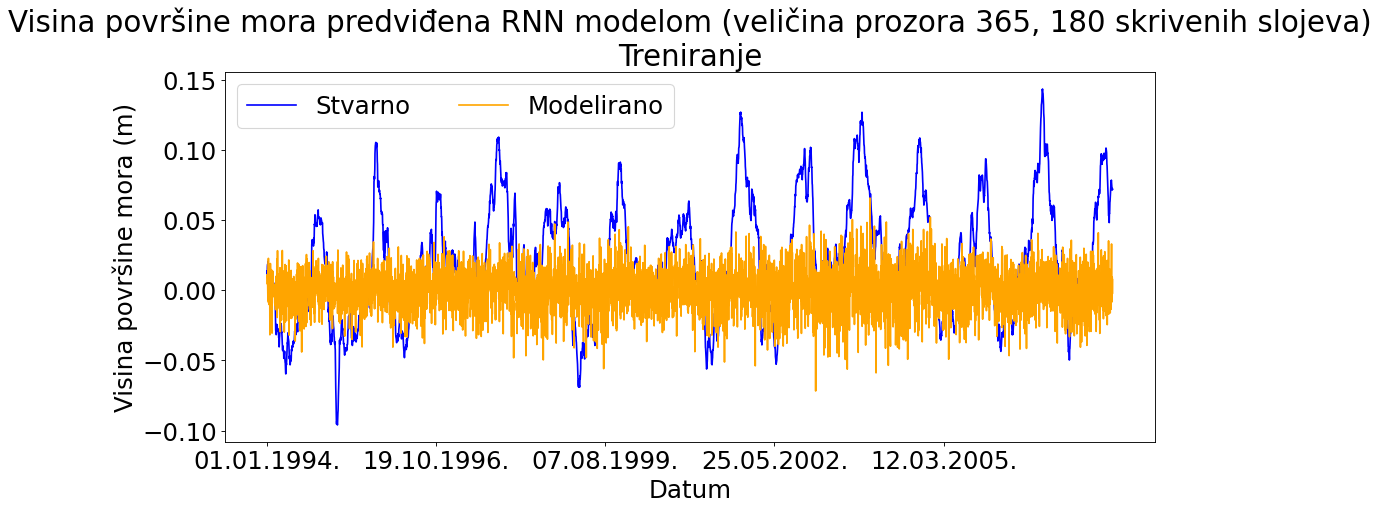 Visina površine mora predviđena RNN modelom (veličina prozora 365, 180 skrivenih slojeva)
Treniranje
Stvarno Modelirano
Visina površine mora (m)
0.15
0.10
0.05
0.00
−0.05
−0.10
01.01.1994. 19.10.1996. 07.08.1999. 25.05.2002. 12.03.2005.
Datum